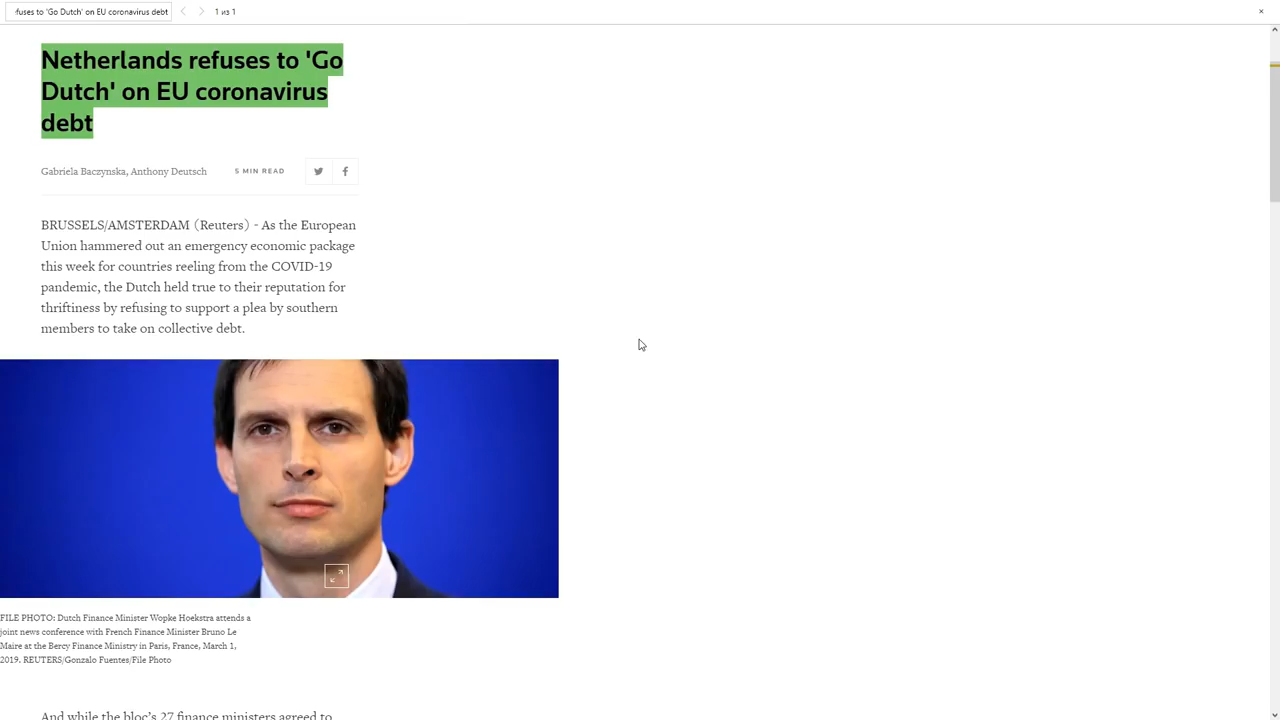 fuses to 'Go Dutch' on EU coronavirus debt
1 из 1
Netherlands refuses to 'Go
Dutch' on EU coronavirus
debt
Gabriela Baczynska, Anthony Deutsch
5 MIN READ
BRUSSELS/AMSTERDAM (Reuters) - As the European
Union hammered out an emergency economic package
this week for countries reeling from the COVID-19
pandemic, the Dutch held true to their reputation for
thriftiness by refusing to support a plea by southern
members to take on collective debt.
FILE PHOTO: Dutch Finance Minister Wopke Hoekstra attends a
joint news conference with French Finance Minister Bruno Le
Maire at the Bercy Finance Ministry in Paris, France, March 1,
2019. REUTERS/Gonzalo Fuentes/File Photo
And while the bloc's 27 finance ministers agreed to